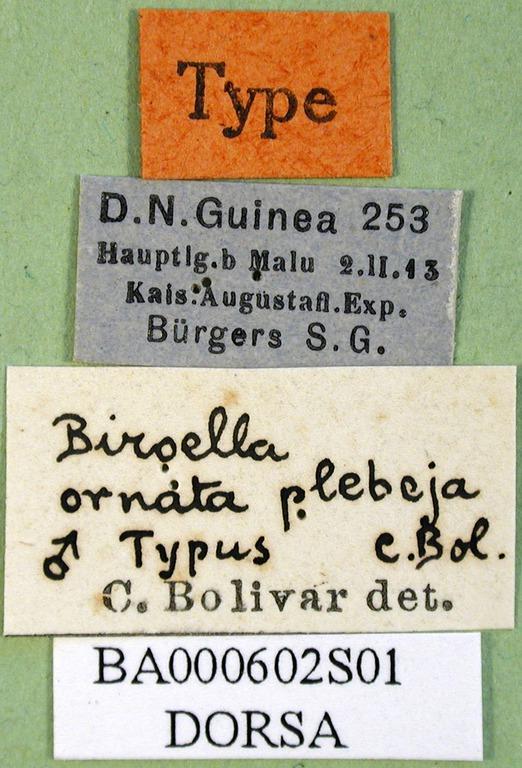 Type
D.N.Guinea 253
Hauptlg.b Malu 2.II.13
Kais.Augustafl.Exp.
Bürgers S.G.
Biroella
ornata plebeja
♂ Typus C.Bol.
C. Bolivar det.
BA000602S01
DORSA